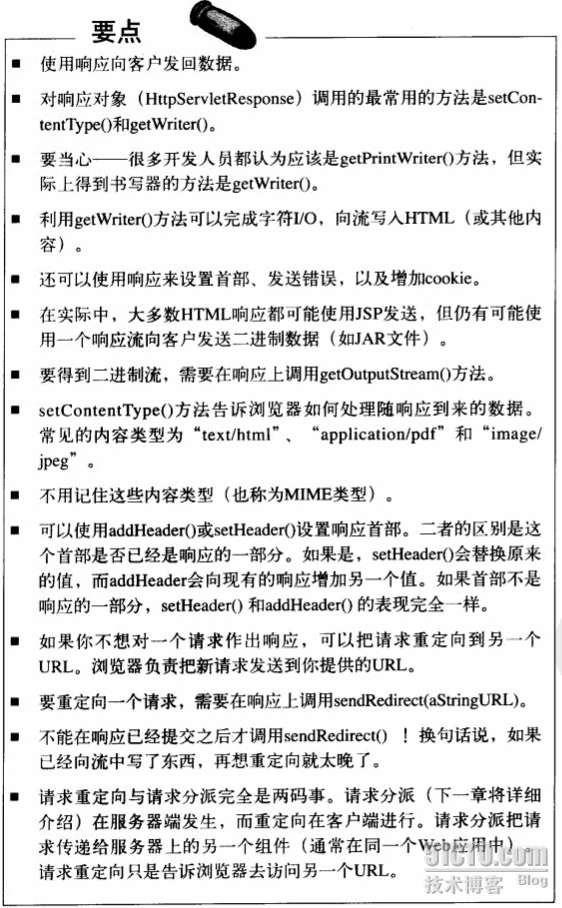 要点
■ 使用响应向客户发回数据。
■ 对响应对象（HttpServletResponse）调用的最常用的方法是setCon-
tentType()和getWriter()。
■ 要当心——很多开发人员都认为应该是getPrintWriter()方法，但实
际上得到书写器的方法是getWriter()。
■ 利用getWriter()方法可以完成字符I/O，向流写入HTML（或其他内
容）。
■ 还可以使用响应来设置首部、发送错误，以及增加cookie。
■ 在实际中，大多数HTML响应都可能使用JSP发送，但仍有可能使
用一个响应流向客户发送二进制数据（如JAR文件）。
■ 要得到二进制流，需要在响应上调用getOutputStream()方法。
■ setContentType()方法告诉浏览器如何处理随响应到来的数据。
常见的内容类型为“text/html”、“application/pdf”和“image/
jpeg”。
■ 不用记住这些内容类型（也称为MIME类型）。
■ 可以使用addHeader()或setHeader()设置响应首部。二者的区别是这
个首部是否已经是响应的一部分。如果是，setHeader()会替换原来
的值，而addHeader会向现有的响应增加另一个值。如果首部不是
响应的一部分，setHeader() 和addHeader() 的表现完全一样。
■ 如果你不想对一个请求作出响应，可以把请求重定向到另一个
URL。浏览器负责把新请求发送到你提供的URL。
■ 要重定向一个请求，需要在响应上调用sendRedirect(aStringURL)。
■ 不能在响应已经提交之后才调用sendRedirect() ！换句话说，如果
已经向流中写了东西，再想重定向就太晚了。
■ 请求重定向与请求分派完全是两码事。请求分派（下一章将详细
介绍）在服务器端发生，而重定向在客户端进行。请求分派把请
求传递给服务器上的另一个组件（通常在同一个Web应用中）。
请求重定向只是告诉浏览器去访问另一个URL。
51CTO.com
技术博客 Blog